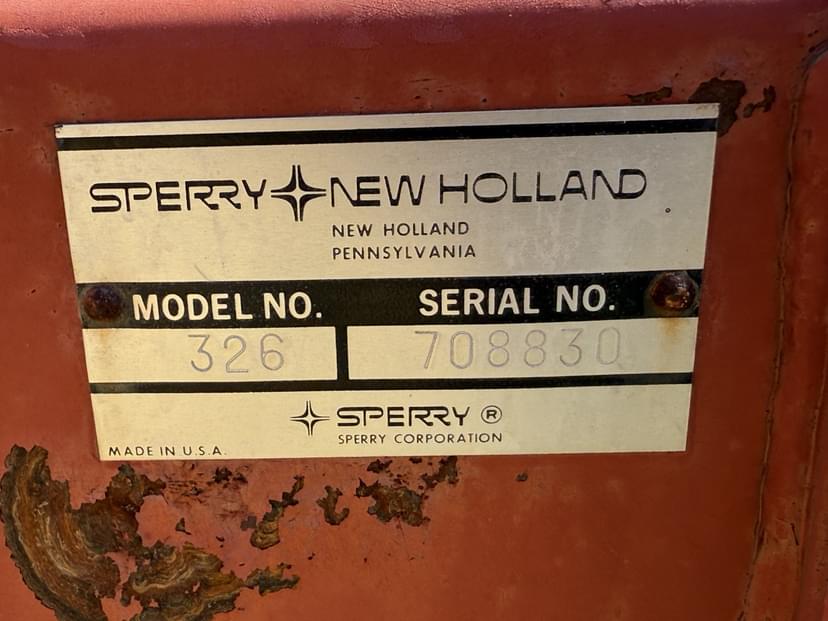 SPERRY NEW HOLLAND
NEW HOLLAND
PENNSYLVANIA
MODEL NO. SERIAL NO.
326 708830
SPERRY ®
SPERRY CORPORATION
MADE IN U.S.A.